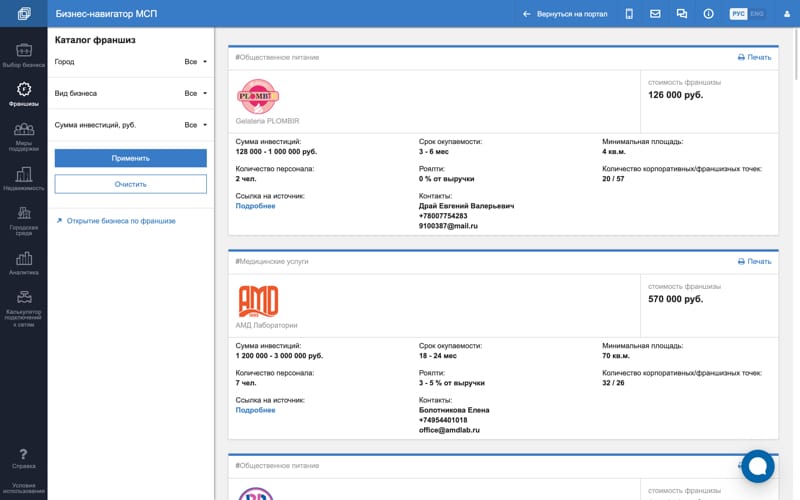 Бизнес-навигатор МСП
Вернуться на портал
РУС ENG
Выбор бизнеса
Франшизы
Меры поддержки
Недвижимость
Городская среда
Аналитика
Калькулятор подключений к сетям
Справка
Условия использования
Каталог франшиз
Город Все
Вид бизнеса Все
Сумма инвестиций, руб. Все
Применить
Очистить
Открытие бизнеса по франшизе
#Общественное питание Печать
PLOMBIR
Gelateria PLOMBIR
стоимость франшизы
126 000 руб.
Сумма инвестиций: Срок окупаемости: Минимальная площадь:
128 000 - 1 000 000 руб. 3 - 6 мес 4 кв.м.
Количество персонала: Роялти: Количество корпоративных/франшизных точек:
2 чел. 0 % от выручки 20 / 57
Ссылка на источник: Контакты:
Подробнее Драй Евгений Валерьевич
+78007754283
9100387@mail.ru
#Медицинские услуги Печать
АМД
АМД Лаборатории
стоимость франшизы
570 000 руб.
Сумма инвестиций: Срок окупаемости: Минимальная площадь:
1 200 000 - 3 000 000 руб. 18 - 24 мес 70 кв.м.
Количество персонала: Роялти: Количество корпоративных/франшизных точек:
7 чел. 3 - 5 % от выручки 32 / 26
Ссылка на источник: Контакты:
Подробнее Болотникова Елена
+74954401018
office@amdlab.ru
#Общественное питание
стоимость франшизы